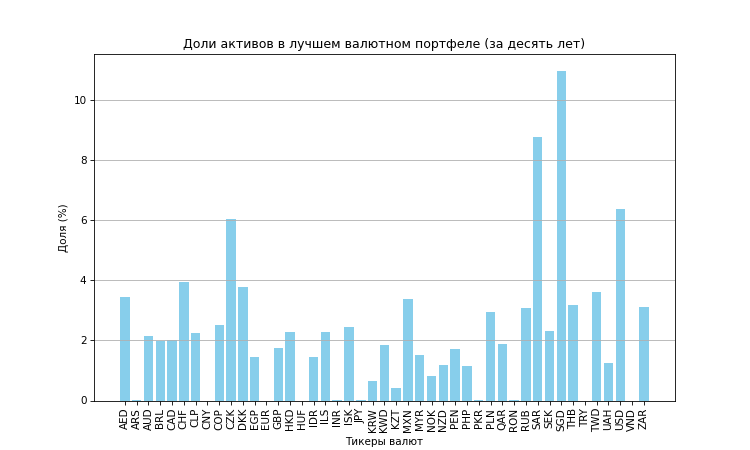 Доли активов в лучшем валютном портфеле (за десять лет)
Доля (%)
10
8
6
4
2
0
AED ARS AUD BRL CAD CHF CLP CNY COP CZK DKK EGP EUR GBP HKD HUF IDR ILS INR ISK JPY KRW KWD KZT MXN MYR NOK NZD PEN PHP PKR PLN QAR RON RUB SAR SEK SGD THB TRY TWD UAH USD VND ZAR
Тикеры валют